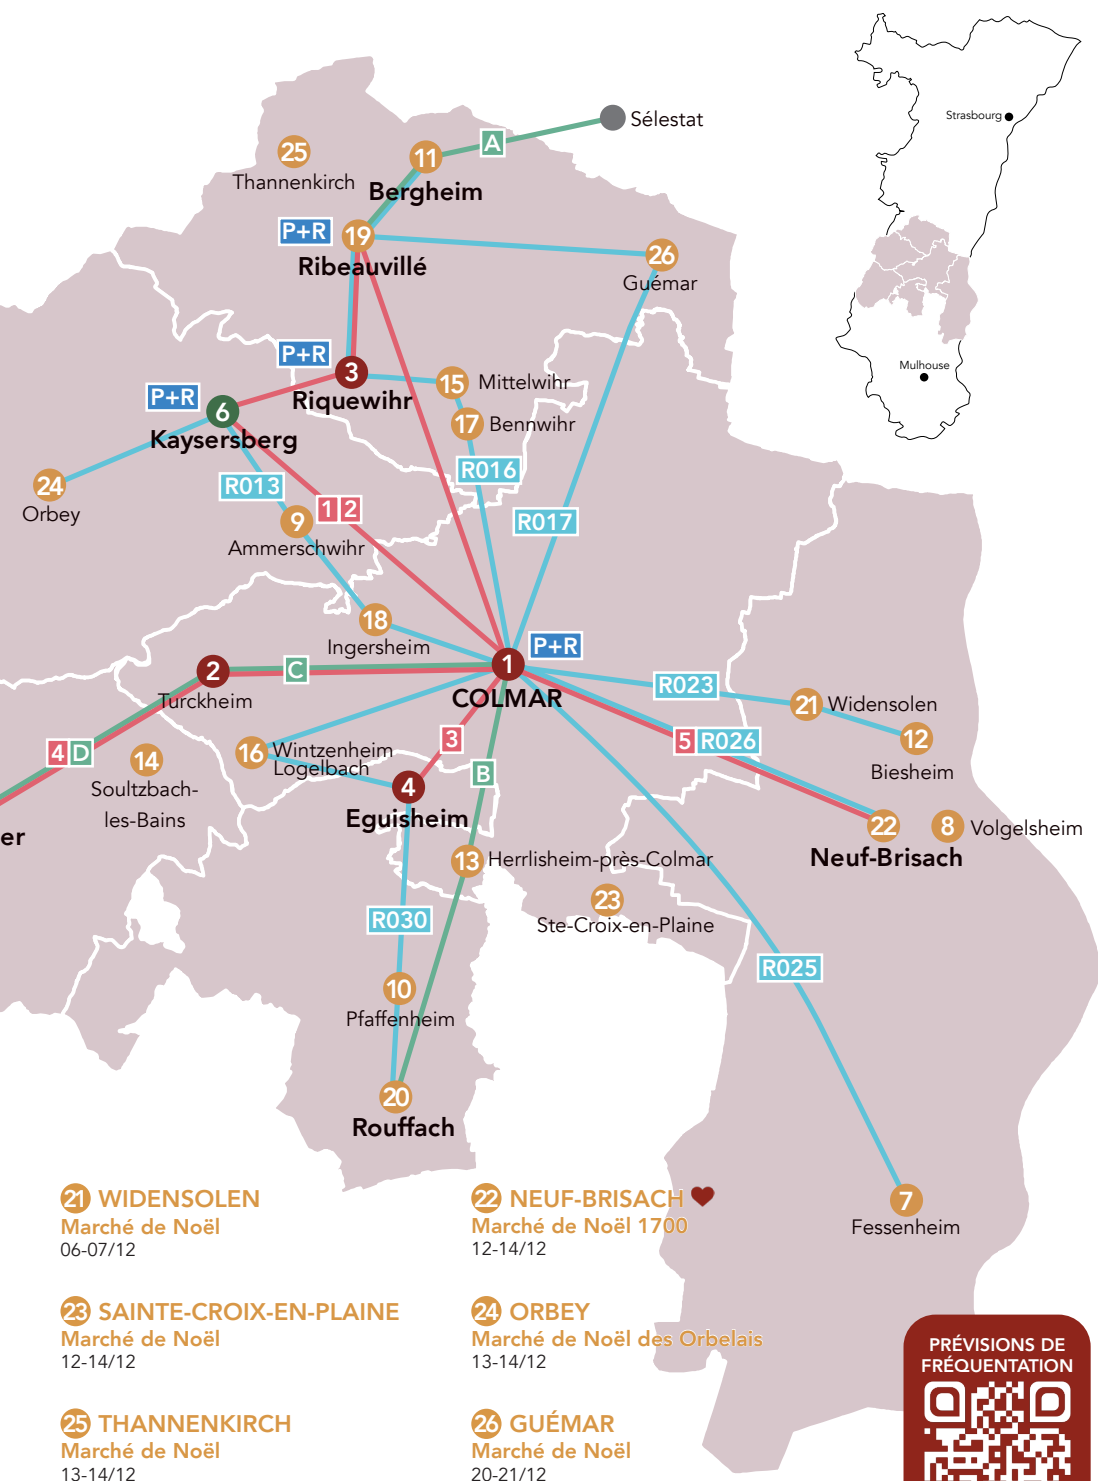 Strasbourg
Mulhouse
Sélestat
A
25
Thannenkirch
11
Bergheim
P+R
19
Ribeauvillé
26
Guémar
P+R
3
Riquewihr
15
Mittelwihr
P+R
6
Kaysersberg
17
Bennwihr
24
Orbey
R013
R016
1 2
9
Ammerschwihr
R017
18
Ingersheim
P+R
1
COLMAR
2
Turckheim
C
R023
21
Widensolen
12
Biesheim
4 D
14
Soultzbach-
les-Bains
16
Wintzenheim
Logelbach
3
5 R026
B
4
Eguisheim
er
22
Neuf-Brisach
8
Volgelsheim
13
Herrlisheim-près-Colmar
23
Ste-Croix-en-Plaine
R030
R025
10
Pfaffenheim
20
Rouffach
7
Fessenheim
21 WIDENSOLEN
Marché de Noël
06-07/12
22 NEUF-BRISACH
Marché de Noël 1700
12-14/12
23 SAINTE-CROIX-EN-PLAINE
Marché de Noël
12-14/12
24 ORBEY
Marché de Noël des Orbelais
13-14/12
25 THANNENKIRCH
Marché de Noël
13-14/12
26 GUÉMAR
Marché de Noël
20-21/12
PRÉVISIONS DE
FRÉQUENTATION